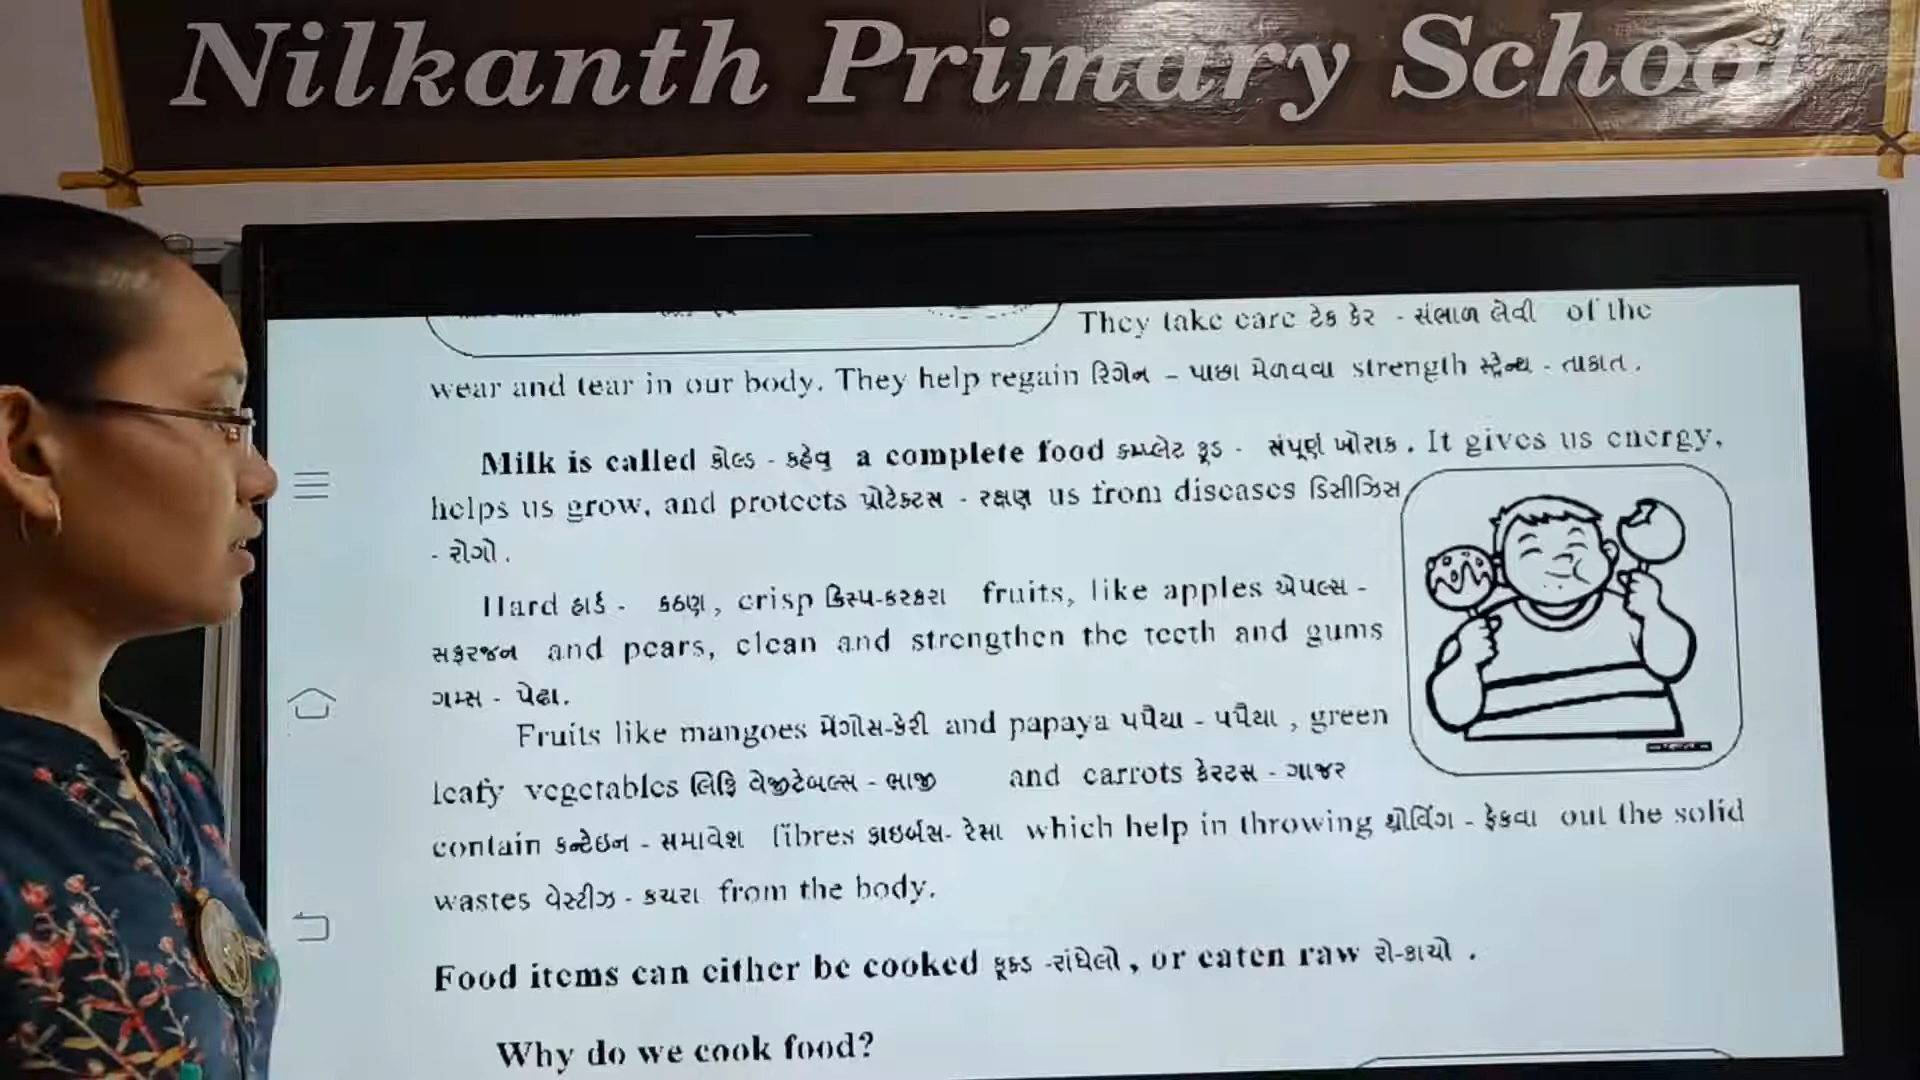 Nilkanth Primary School
They take care ટેક કેર - સંભાળ લેવી of the
wear and tear in our body. They help regain રિગેન – પાછા મેળવવા strength સ્ટ્રેન્થ - તાકાત .
Milk is called કોલ્ડ - કહેવુ a complete food કમ્પ્લેટ ફૂડ - સંપૂર્ણ ખોરાક . It gives us energy,
helps us grow, and protects પ્રોટેક્ટસ - રક્ષણ us from diseases ડિસીઝિસ
- રોગો .
Hard હાર્ડ - કઠણ , crisp ક્રિસ્પ-કરકરા fruits, like apples એપલ્સ -
સફરજન and pears, clean and strengthen the teeth and gums
ગમ્સ - પેઢા.
Fruits like mangoes મેંગોસ-કેરી and papaya પપૈયા - પપૈયા , green
leafy vegetables લિફિ વેજીટેબલ્સ - ભાજી and carrots કેરટસ - ગાજર
contain કન્ટેઇન - સમાવેશ fibres ફાઇર્બસ- રેસા which help in throwing થ્રોવિંગ - ફેકવા out the solid
wastes વેસ્ટીઝ - કચરા from the body.
Food items can either be cooked કૂક્ડ -રાંધેલો , or eaten raw રો-કાચો .
Why do we cook food?